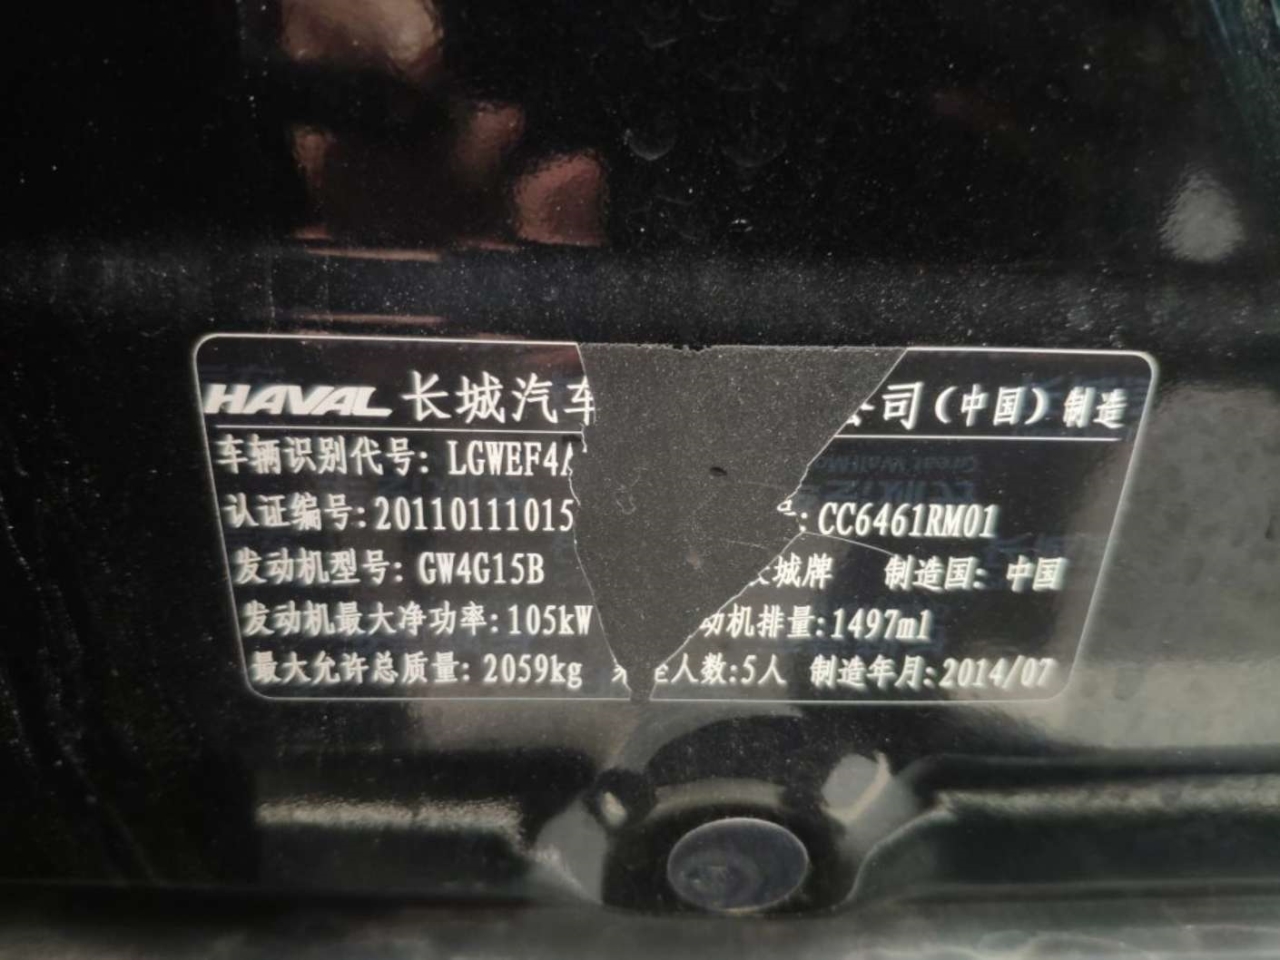 HAVAL 长城汽车 司（中国）制造
车辆识别代号: LGWEF4A
认证编号: 20110111015 : CC6461RM01
发动机型号: GW4G15B 长城牌 制造国: 中国
发动机最大净功率: 105kW 动机排量: 1497ml
最大允许总质量: 2059kg 人数: 5人 制造年月: 2014/07